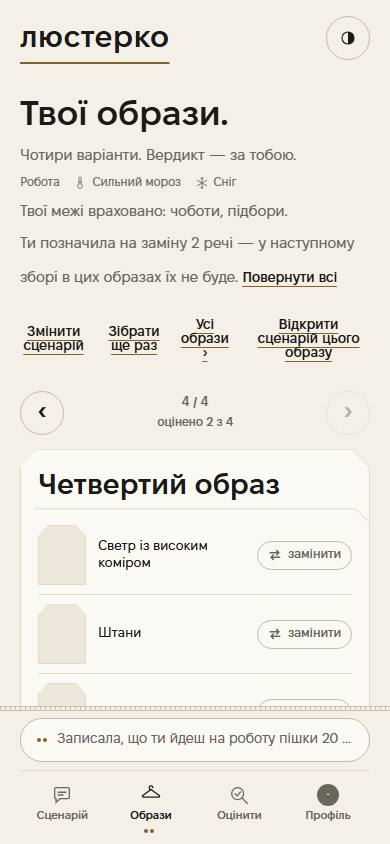 люстерко
Твої образи.
Чотири варіанти. Вердикт — за тобою.
Робота Сильний мороз Сніг
Твої межі враховано: чоботи, підбори.
Ти позначила на заміну 2 речі — у наступному
зборі в цих образах їх не буде. Повернути всі
Змінити
сценарій
Зібрати
ще раз
Усі
образи
›
Відкрити
сценарій цього
образу
‹
4 / 4
›
оцінено 2 з 4
Четвертий образ
Светр із високим
коміром
замінити
Штани
замінити
Записала, що ти йдеш на роботу пішки 20 ...
Сценарій
Образи
Оцінити
Профіль